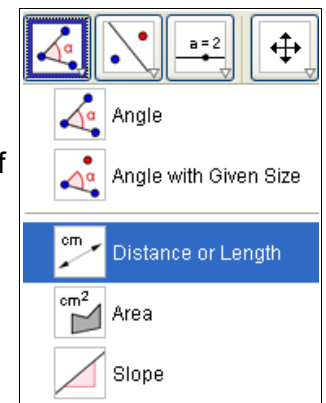 α
a = 2
α
Angle
f
α
Angle with Given Size
cm
Distance or Length
cm²
Area
Slope